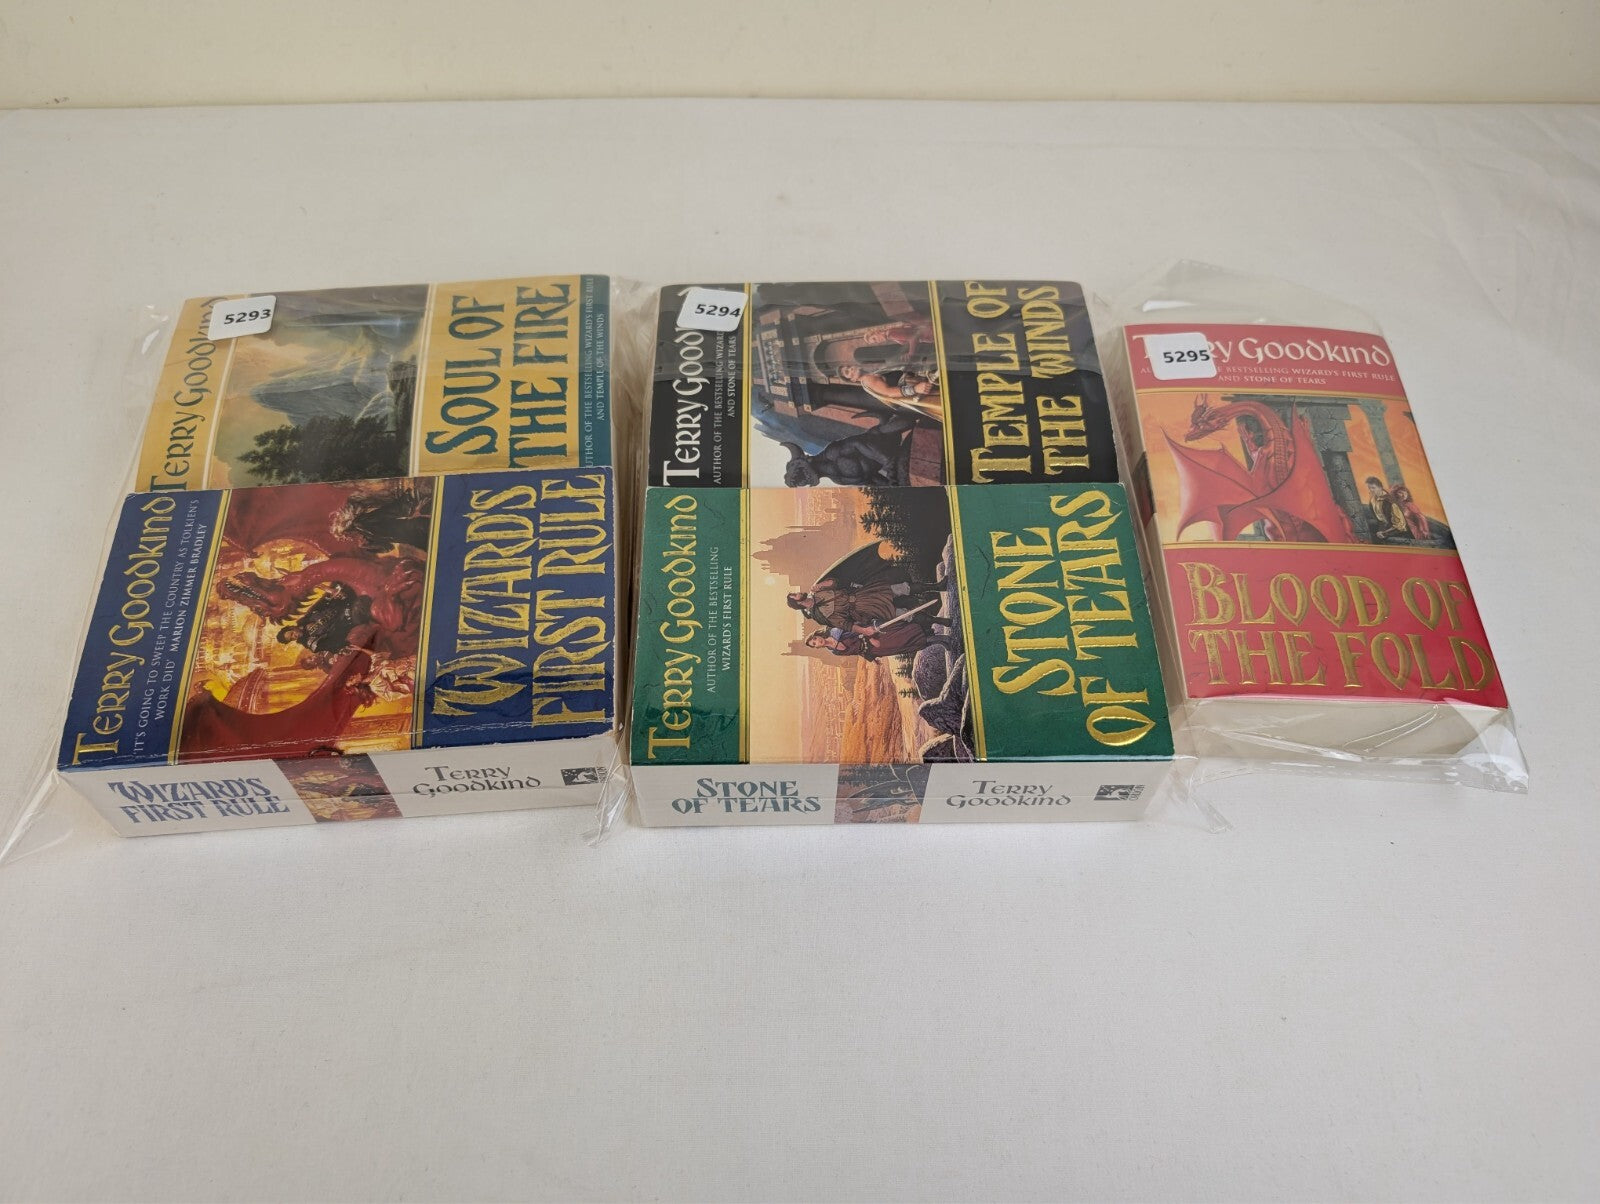 5293
TERRY GOODKIND
SOUL OF
THE FIRE
AUTHOR OF THE BESTSELLING WIZARD'S FIRST RULE
AND TEMPLE OF THE WINDS
TERRY GOODKIND
'IT'S GOING TO SWEEP THE COUNTRY AS TOLKIEN'S
WORK DID' MARION ZIMMER BRADLEY
WIZARD'S
FIRST RULE
WIZARD'S
FIRST RULE
TERRY
GOODKIND
ORION
5294
TERRY GOOD
AUTHOR OF THE BESTSELLING WIZARD
AND STONE OF TEARS
TEMPLE OF
THE WINDS
TERRY GOODKIND
AUTHOR OF THE BESTSELLING
WIZARD'S FIRST RULE
STONE
OF TEARS
STONE
OF TEARS
TERRY
GOODKIND
ORION
5295
TERRY GOODKIND
BESTSELLING WIZARD'S FIRST RULE
AND STONE OF TEARS
BLOOD OF
THE FOLD